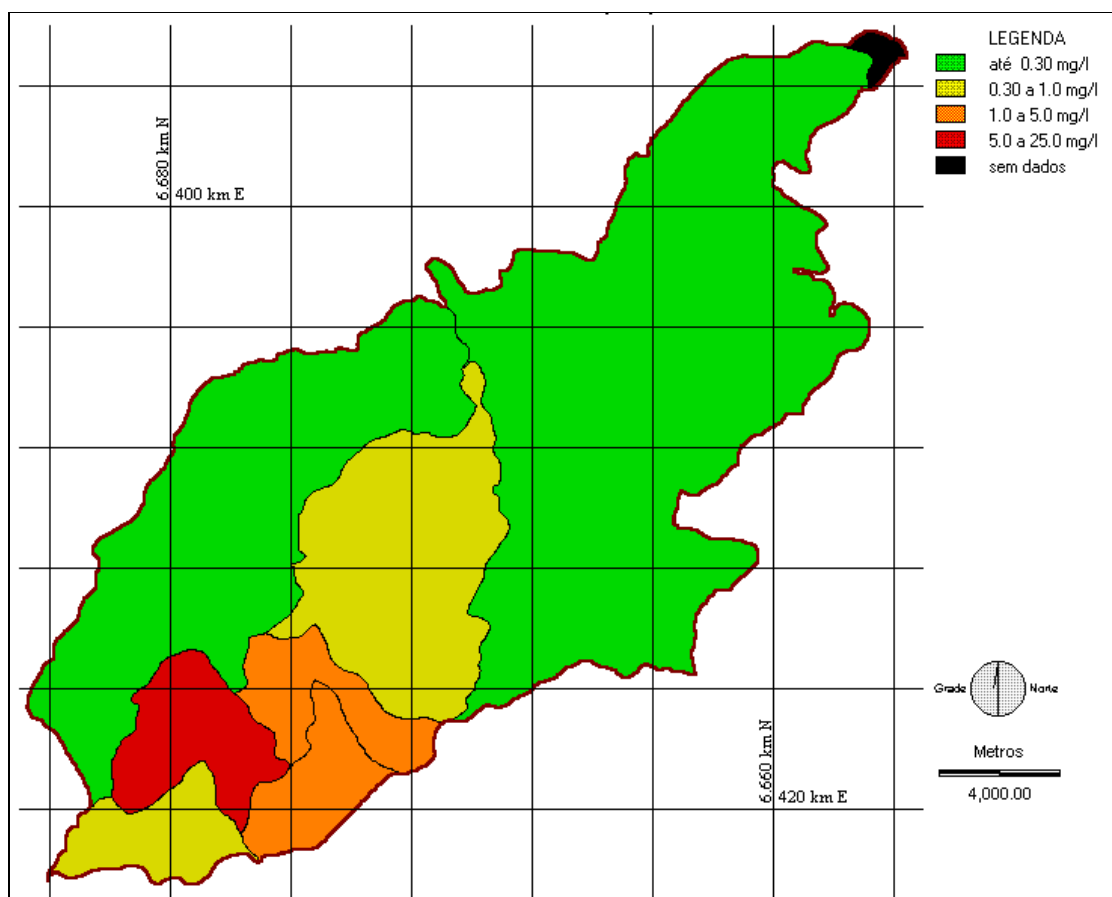 LEGENDA
até 0.30 mg/l
0.30 a 1.0 mg/l
1.0 a 5.0 mg/l
5.0 a 25.0 mg/l
sem dados
6.680 km N
400 km E
Grade
Norte
Metros
4,000.00
6.660 km N
420 km E